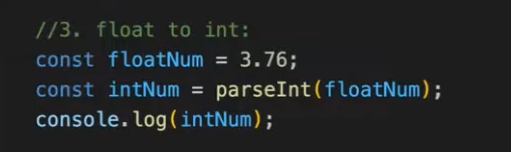 //3. float to int:
const floatNum = 3.76;
const intNum = parseInt(floatNum);
console.log(intNum);